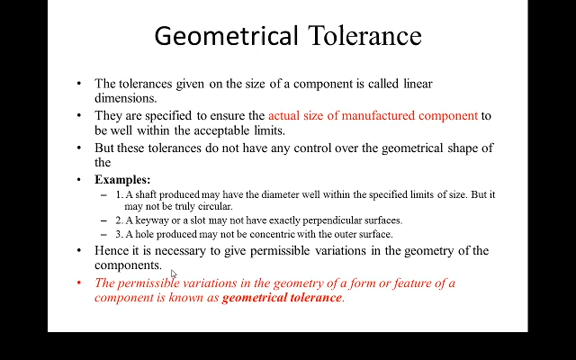 Geometrical Tolerance
• The tolerances given on the size of a component is called linear
dimensions.
• They are specified to ensure the actual size of manufactured component to
be well within the acceptable limits.
• But these tolerances do not have any control over the geometrical shape of
the
• Examples:
– 1. A shaft produced may have the diameter well within the specified limits of size. But it
may not be truly circular.
– 2. A keyway or a slot may not have exactly perpendicular surfaces.
– 3. A hole produced may not be concentric with the outer surface.
• Hence it is necessary to give permissible variations in the geometry of the
components.
• The permissible variations in the geometry of a form or feature of a
component is known as geometrical tolerance.